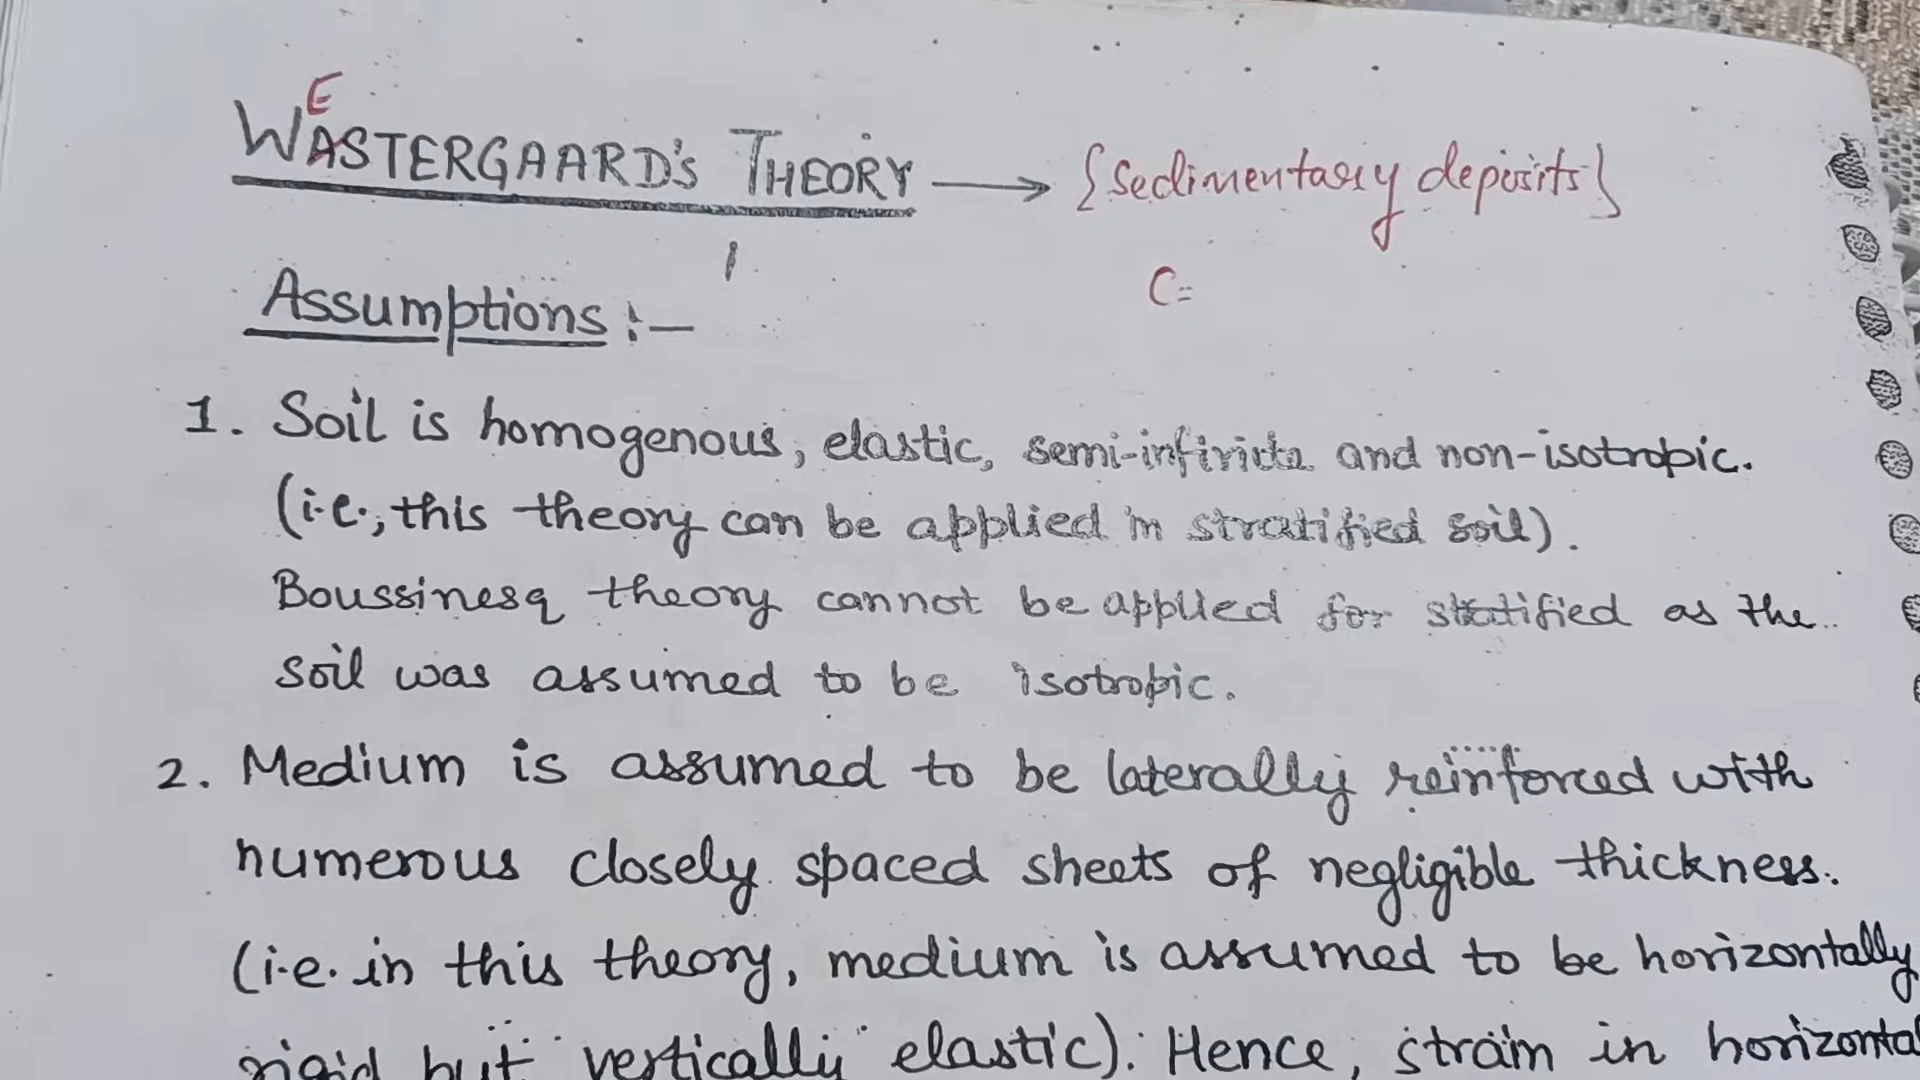 E
WASTERGAARD'S THEORY → {Sedimentary deposits}
C=
Assumptions :-
1. Soil is homogenous, elastic, semi-infinite and non-isotropic.
(i.e., this theory can be applied in stratified soil).
Boussinesq theory cannot be applied for stratified as the
soil was assumed to be isotropic.
2. Medium is assumed to be laterally reinforced with
numerous closely spaced sheets of negligible thickness.
(i.e. in this theory, medium is assumed to be horizontally
rigid but vertically elastic). Hence, strain in horizontal